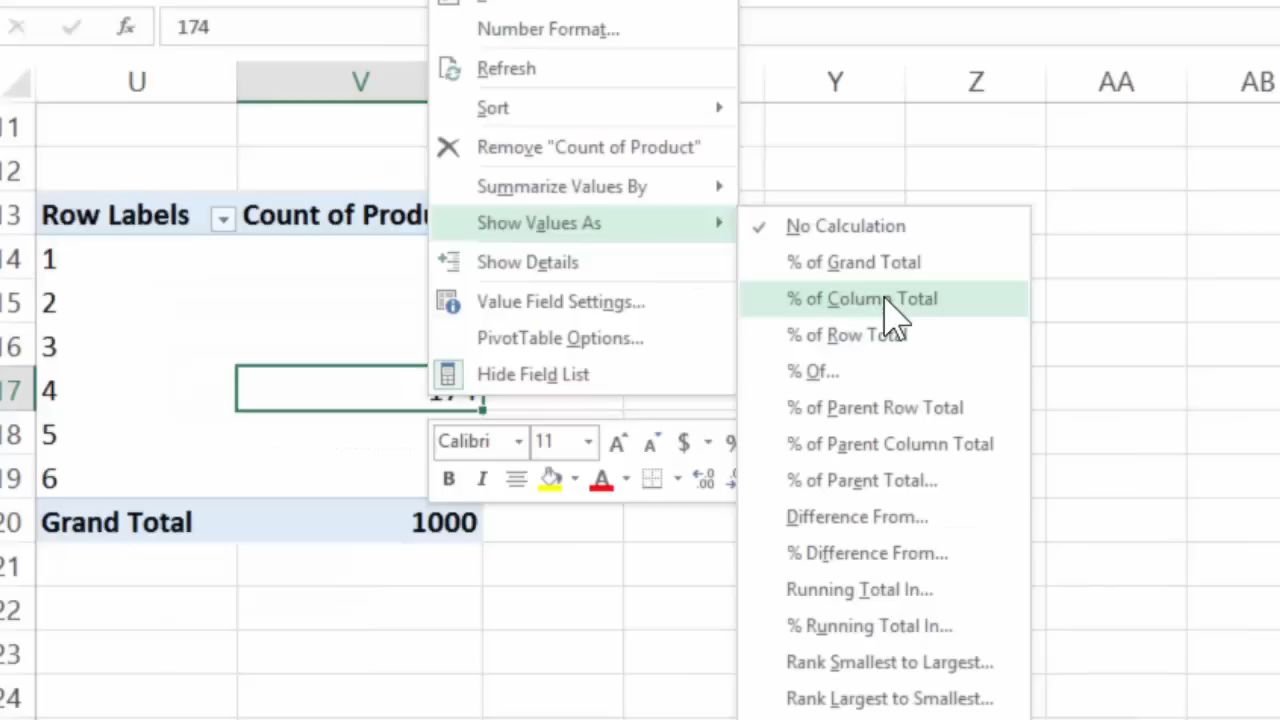 174
Number Format...
U
V
Y
Z
AA
AB
Refresh
11
Sort
12
Remove "Count of Product"
Summarize Values By
13
Row Labels
Count of Produ
Show Values As
No Calculation
14
1
Show Details
% of Grand Total
15
2
Value Field Settings...
% of Column Total
16
3
PivotTable Options...
% of Row Total
Hide Field List
% Of...
17
4
174
% of Parent Row Total
18
5
Calibri
11
A
A
$
%
% of Parent Column Total
19
6
B
I
A
.00
% of Parent Total...
20
Grand Total
1000
Difference From...
21
% Difference From...
22
Running Total In...
23
% Running Total In...
Rank Smallest to Largest...
24
Rank Largest to Smallest...